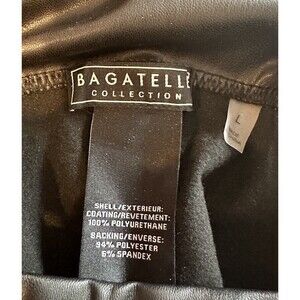 BAGATELLE
COLLECTION
L
SHELL/EXTERIEUR:
COATING/REVETEMENT:
100% POLYURETHANE
BACKING/ENVERSE:
94% POLYESTER
6% SPANDEX